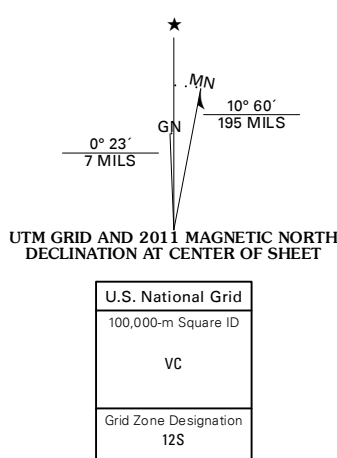 ★
MN
GN
10° 60´
195 MILS
0° 23´
7 MILS
UTM GRID AND 2011 MAGNETIC NORTH
DECLINATION AT CENTER OF SHEET
U.S. National Grid
100,000-m Square ID
VC
Grid Zone Designation
12S